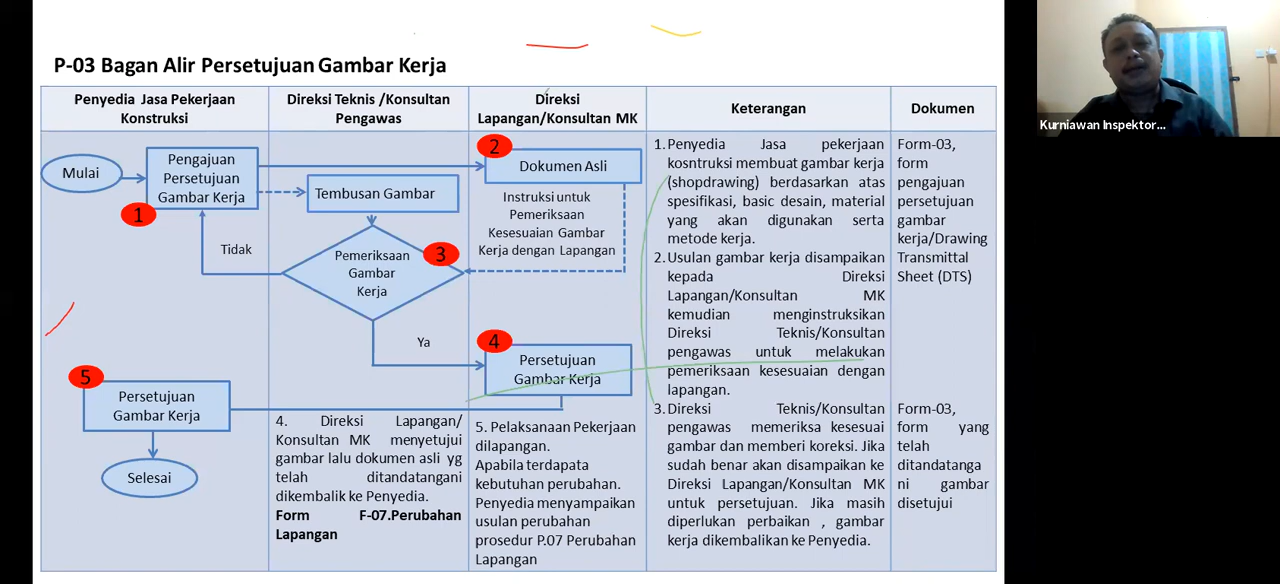 P-03 Bagan Alir Persetujuan Gambar Kerja
Penyedia Jasa Pekerjaan
Konstruksi
Direksi Teknis /Konsultan
Pengawas
Direksi
Lapangan/Konsultan MK
Keterangan
Dokumen
Mulai
Pengajuan
Persetujuan
Gambar Kerja
1
Tembusan Gambar
2
Dokumen Asli
Instruksi untuk
Pemeriksaan
Kesesuaian Gambar
Kerja dengan Lapangan
Tidak
Pemeriksaan
Gambar
Kerja
3
Ya
4
Persetujuan
Gambar Kerja
5
Persetujuan
Gambar Kerja
Selesai
4. Direksi Lapangan/
Konsultan MK menyetujui
gambar lalu dokumen asli yg
telah ditandatangani
dikembalik ke Penyedia.
Form F-07.Perubahan
Lapangan
5. Pelaksanaan Pekerjaan
dilapangan.
Apabila terdapata
kebutuhan perubahan.
Penyedia menyampaikan
usulan perubahan
prosedur P.07 Perubahan
Lapangan
1. Penyedia Jasa pekerjaan
kosntruksi membuat gambar kerja
(shopdrawing) berdasarkan atas
spesifikasi, basic desain, material
yang akan digunakan serta
metode kerja.
2. Usulan gambar kerja disampaikan
kepada Direksi
Lapangan/Konsultan MK
kemudian menginstruksikan
Direksi Teknis/Konsultan
pengawas untuk melakukan
pemeriksaan kesesuaian dengan
lapangan.
3. Direksi Teknis/Konsultan
pengawas memeriksa kesesuai
gambar dan memberi koreksi. Jika
sudah benar akan disampaikan ke
Direksi Lapangan/Konsultan MK
untuk persetujuan. Jika masih
diperlukan perbaikan , gambar
kerja dikembalikan ke Penyedia.
Form-03,
form
pengajuan
persetujuan
gambar
kerja/Drawing
Transmittal
Sheet (DTS)
Form-03,
form yang
telah
ditandatanga
ni gambar
disetujui
Kurniawan Inspektor...